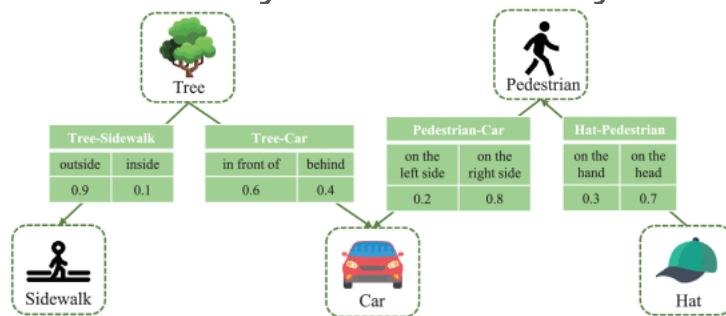 Tree
Pedestrian
Tree-Sidewalk
outside inside
0.9 0.1
Tree-Car
in front of behind
0.6 0.4
Pedestrian-Car
on the left side on the right side
0.2 0.8
Hat-Pedestrian
on the hand on the head
0.3 0.7
Sidewalk
Car
Hat